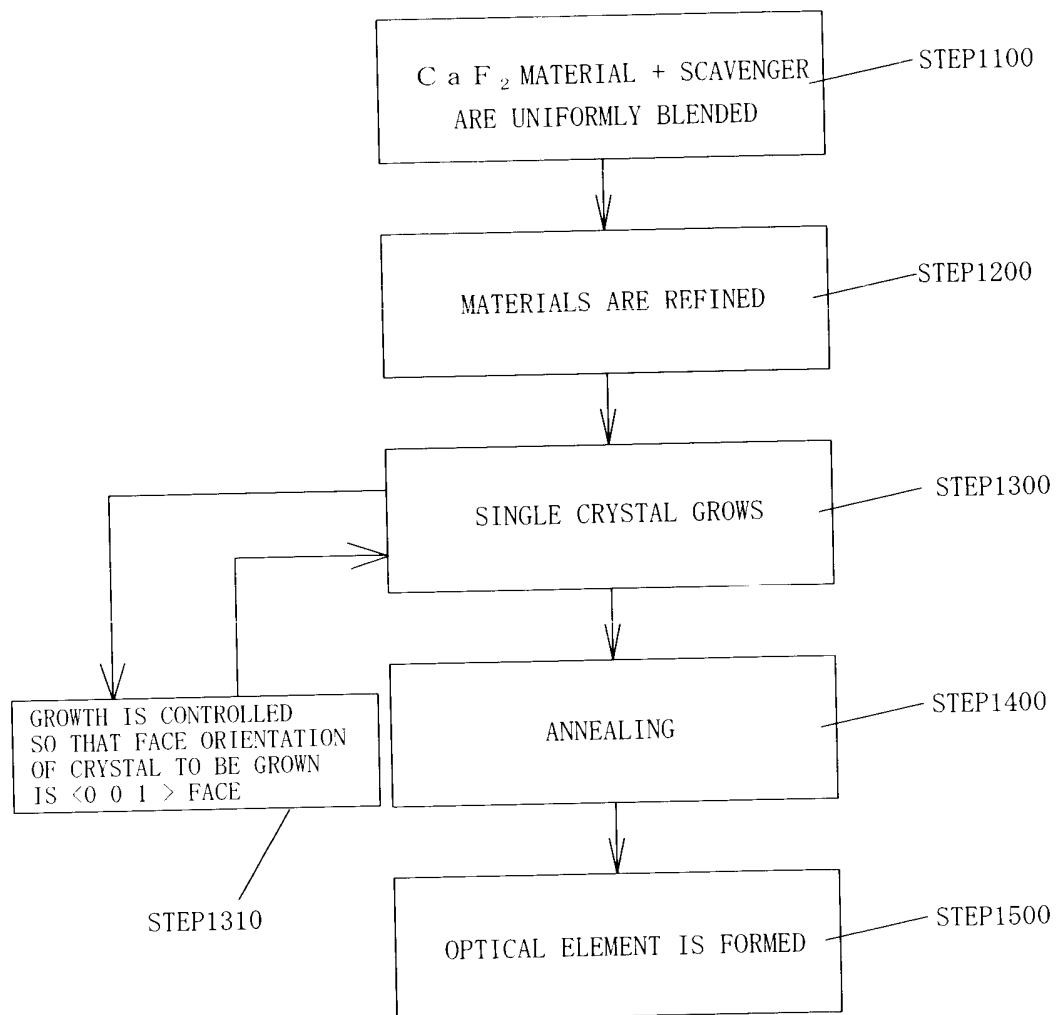 CaF₂ MATERIAL + SCAVENGER
ARE UNIFORMLY BLENDED
STEP1100
MATERIALS ARE REFINED
STEP1200
SINGLE CRYSTAL GROWS
STEP1300
GROWTH IS CONTROLLED
SO THAT FACE ORIENTATION
OF CRYSTAL TO BE GROWN
IS <0 0 1 > FACE
STEP1310
ANNEALING
STEP1400
OPTICAL ELEMENT IS FORMED
STEP1500